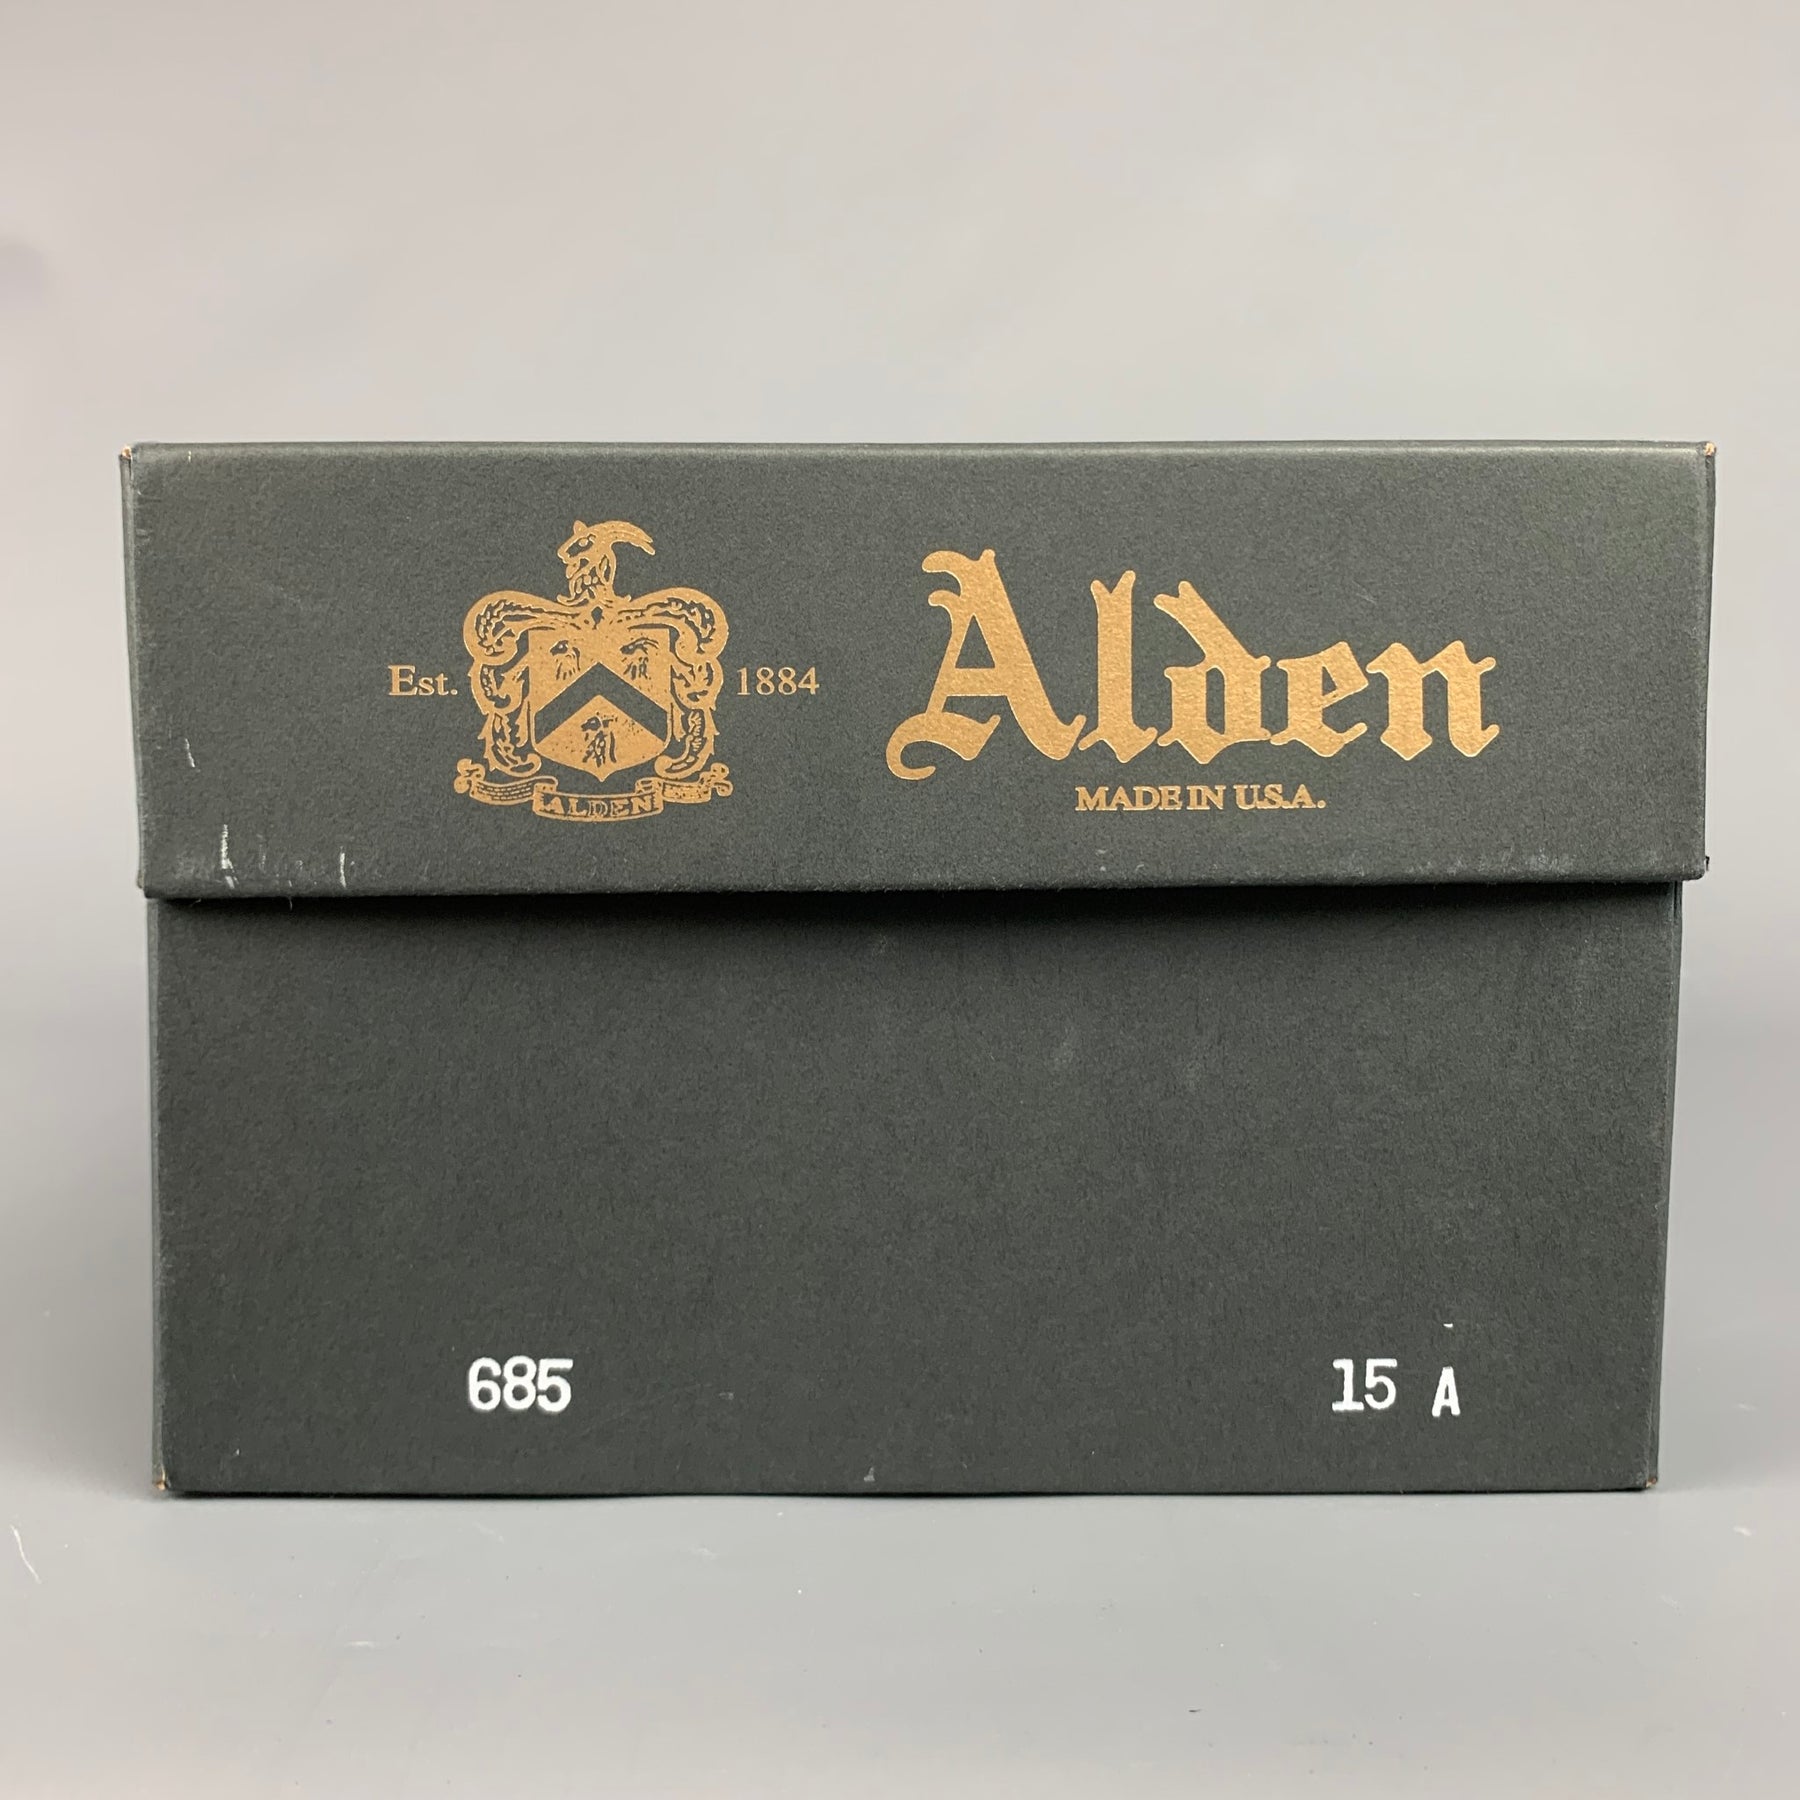 Est. 1884
ALDEN
Alden
MADE IN U.S.A.
685 15 A